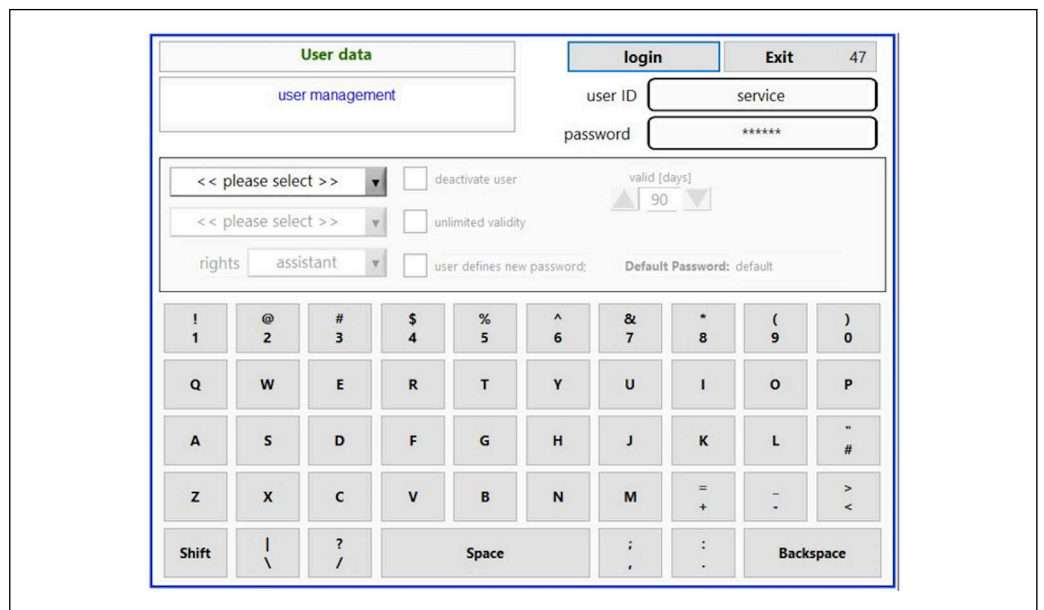 User data
login
Exit 47
user management
user ID service
password ******
<< please select >> deactivate user valid [days]
90
<< please select >> unlimited validity
rights assistant user defines new password; Default Password: default
! @ # $ % ^ & * ( )
1 2 3 4 5 6 7 8 9 0
Q W E R T Y U I O P
A S D F G H J K L "
#
Z X C V B N M = _ >
+ - <
Shift | ? Space ; : Backspace
\ / , .